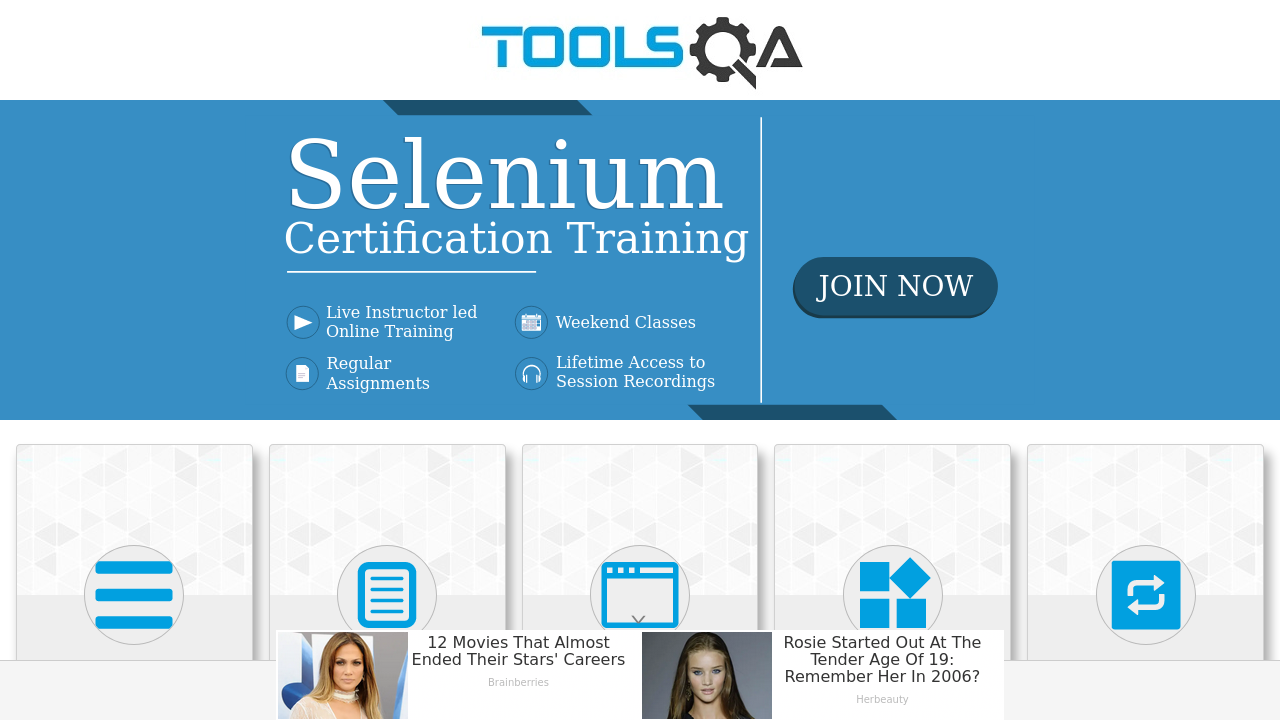 TOOLSQA
Selenium
Certification Training
JOIN NOW
Live Instructor led
Online Training
Weekend Classes
Regular
Assignments
Lifetime Access to
Session Recordings
12 Movies That Almost
Ended Their Stars' Careers
Brainberries
Rosie Started Out At The
Tender Age Of 19:
Remember Her In 2006?
Herbeauty